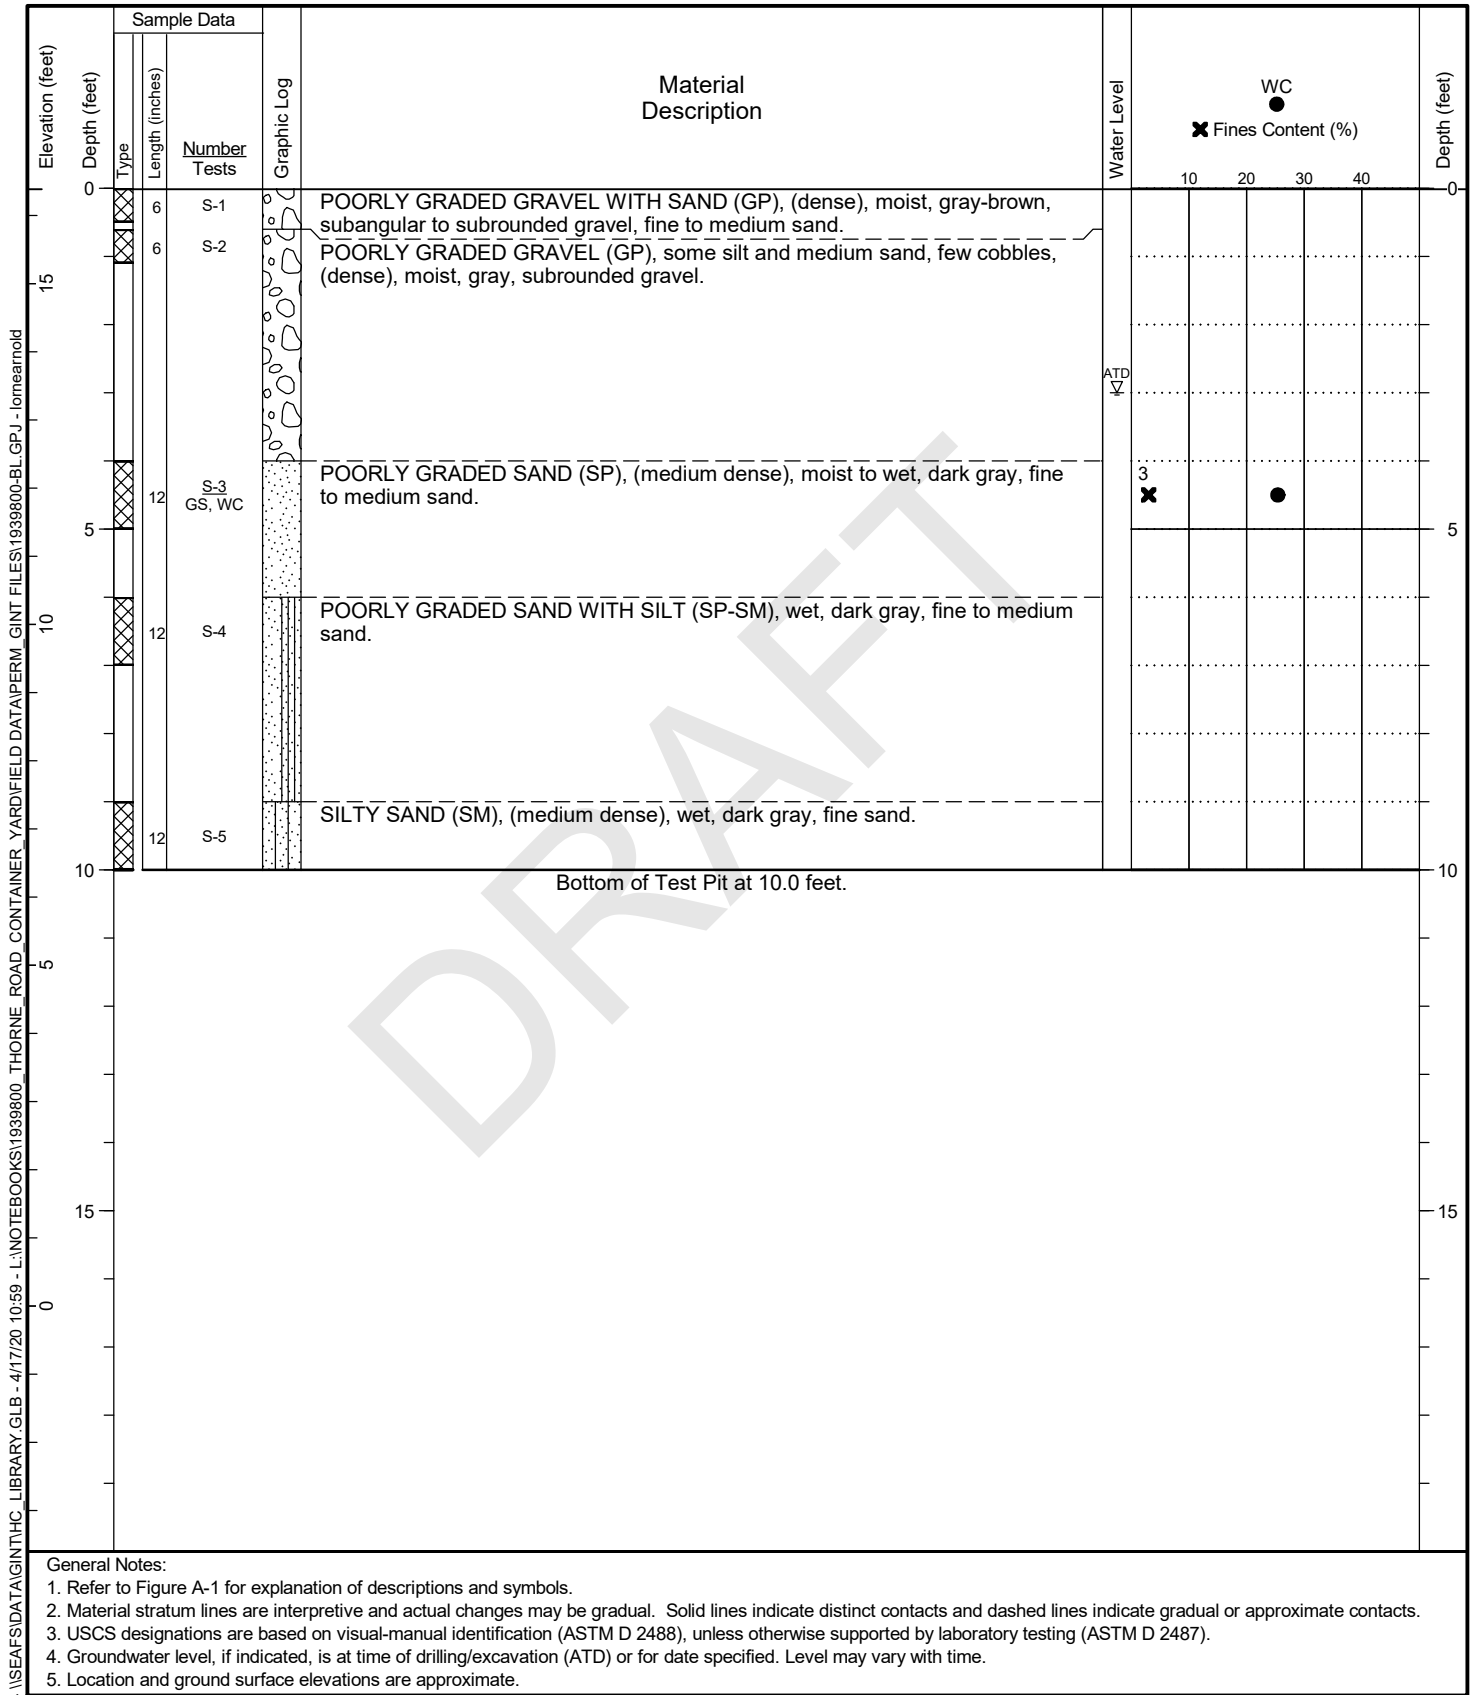 Sample Data
Elevation (feet)
Depth (feet)
Type
Length (inches)
Number
Tests
Graphic Log
Material
Description
Water Level
WC
Fines Content (%)
Depth (feet)
10 20 30 40
0 0
6 S-1 POORLY GRADED GRAVEL WITH SAND (GP), (dense), moist, gray-brown,
subangular to subrounded gravel, fine to medium sand.
6 S-2 POORLY GRADED GRAVEL (GP), some silt and medium sand, few cobbles,
(dense), moist, gray, subrounded gravel.
15
ATD
POORLY GRADED SAND (SP), (medium dense), moist to wet, dark gray, fine
to medium sand.
3
12 S-3
GS, WC
5 5
POORLY GRADED SAND WITH SILT (SP-SM), wet, dark gray, fine to medium
sand.
10
12 S-4
SILTY SAND (SM), (medium dense), wet, dark gray, fine sand.
12 S-5
10 10
Bottom of Test Pit at 10.0 feet.
5
15 15
0
DRAFT
General Notes:
1. Refer to Figure A-1 for explanation of descriptions and symbols.
2. Material stratum lines are interpretive and actual changes may be gradual. Solid lines indicate distinct contacts and dashed lines indicate gradual or approximate contacts.
3. USCS designations are based on visual-manual identification (ASTM D 2488), unless otherwise supported by laboratory testing (ASTM D 2487).
4. Groundwater level, if indicated, is at time of drilling/excavation (ATD) or for date specified. Level may vary with time.
5. Location and ground surface elevations are approximate.
\\SEAFS\DATA\GINT\HC_LIBRARY.GLB - 4/17/20 10:59 - L:\NOTEBOOKS\1939800_THORNE_ROAD_CONTAINER_YARD\FIELD DATA\PERM_GINT FILES\1939800-BL.GPJ - lornearnold